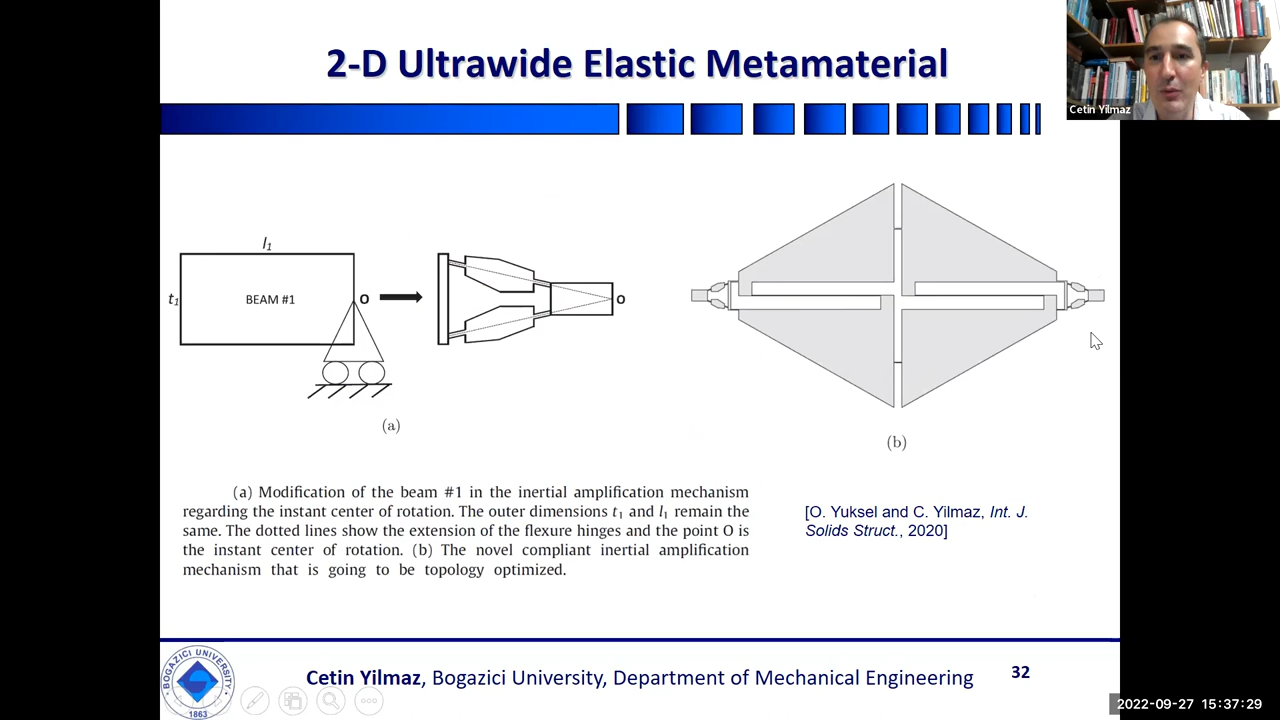 2-D Ultrawide Elastic Metamaterial
Cetin Yilmaz
l1
t1
BEAM #1
O
O
(a)
(b)
(a) Modification of the beam #1 in the inertial amplification mechanism
regarding the instant center of rotation. The outer dimensions t1 and l1 remain the
same. The dotted lines show the extension of the flexure hinges and the point O is
the instant center of rotation. (b) The novel compliant inertial amplification
mechanism that is going to be topology optimized.
[O. Yuksel and C. Yilmaz, Int. J.
Solids Struct., 2020]
BOGAZICI UNIVERSITY
1863
Cetin Yilmaz, Bogazici University, Department of Mechanical Engineering
32
2022-09-27 15:37:29